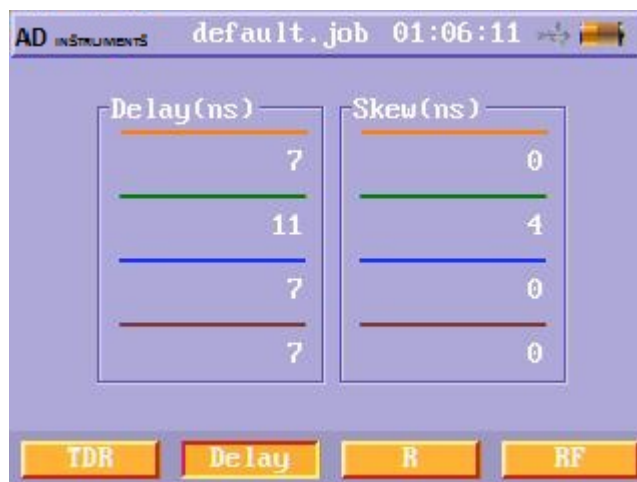 AD INSTRUMENTS default.job 01:06:11
Delay(ns) Skew(ns)
7 0
11 4
7 0
7 0
TDR Delay R RF